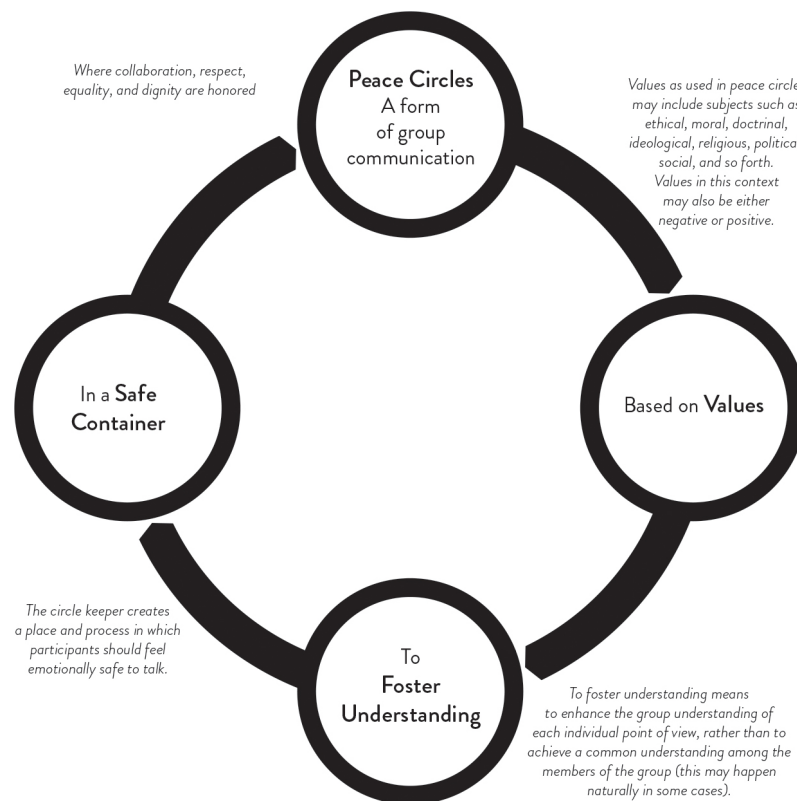 Where collaboration, respect,
equality, and dignity are honored
Peace Circles
A form
of group
communication
Values as used in peace circle
may include subjects such as
ethical, moral, doctrinal,
ideological, religious, politica
social, and so forth.
Values in this context
may also be either
negative or positive.
In a Safe
Container
Based on Values
The circle keeper creates
a place and process in which
participants should feel
emotionally safe to talk.
To
Foster
Understanding
To foster understanding means
to enhance the group understanding of
each individual point of view, rather than to
achieve a common understanding among the
members of the group (this may happen
naturally in some cases).